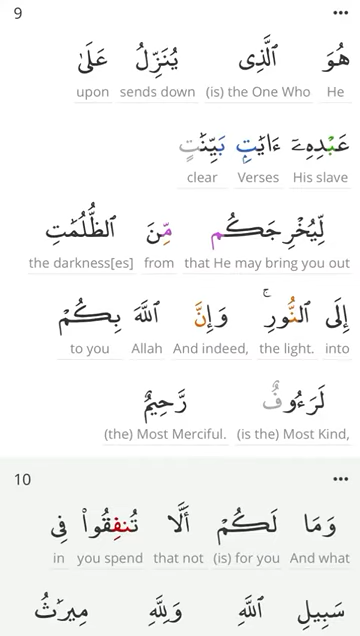 9 •••
هُوَ ٱلَّذِى يُنَزِّلُ عَلَىٰ
He (is) the One Who sends down upon
عَبْدِهِۦٓ ءَايَٰتٍۭ بَيِّنَٰتٍ
His slave Verses clear
لِّيُخْرِجَكُم مِّنَ ٱلظُّلُمَٰتِ
that He may bring you out from the darkness[es]
إِلَى ٱلنُّورِ ۚ وَإِنَّ ٱللَّهَ بِكُمْ
into the light. And indeed, Allah to you
لَرَءُوفٌ رَّحِيمٌ
(is the) Most Kind, (the) Most Merciful.
10 •••
وَمَا لَكُمْ أَلَّا تُنفِقُوا۟ فِى
And what (is) for you that not you spend in
سَبِيلِ ٱللَّهِ وَلِلَّهِ مِيرَٰثُ